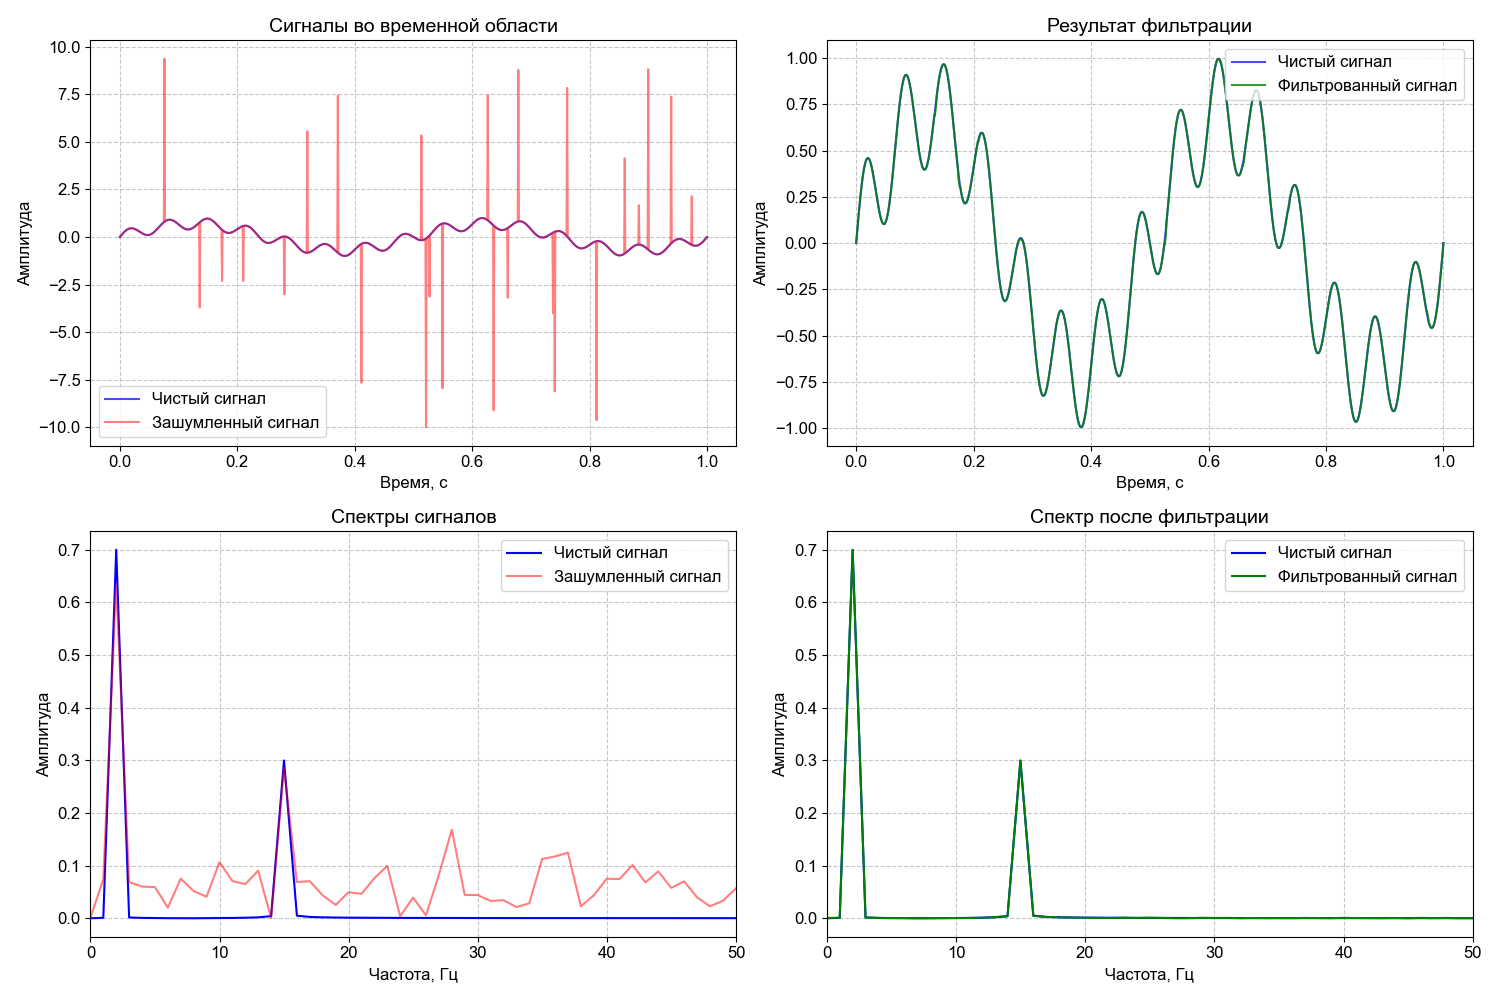 Сигналы во временной области
Амплитуда
10.0
7.5
5.0
2.5
0.0
−2.5
−5.0
−7.5
−10.0
Чистый сигнал
Зашумленный сигнал
0.0 0.2 0.4 0.6 0.8 1.0
Время, с
Результат фильтрации
Амплитуда
1.00
0.75
0.50
0.25
0.00
−0.25
−0.50
−0.75
−1.00
Чистый сигнал
Фильтрованный сигнал
0.0 0.2 0.4 0.6 0.8 1.0
Время, с
Спектры сигналов
Амплитуда
0.7
0.6
0.5
0.4
0.3
0.2
0.1
0.0
Чистый сигнал
Зашумленный сигнал
0 10 20 30 40 50
Частота, Гц
Спектр после фильтрации
Амплитуда
0.7
0.6
0.5
0.4
0.3
0.2
0.1
0.0
Чистый сигнал
Фильтрованный сигнал
0 10 20 30 40 50
Частота, Гц